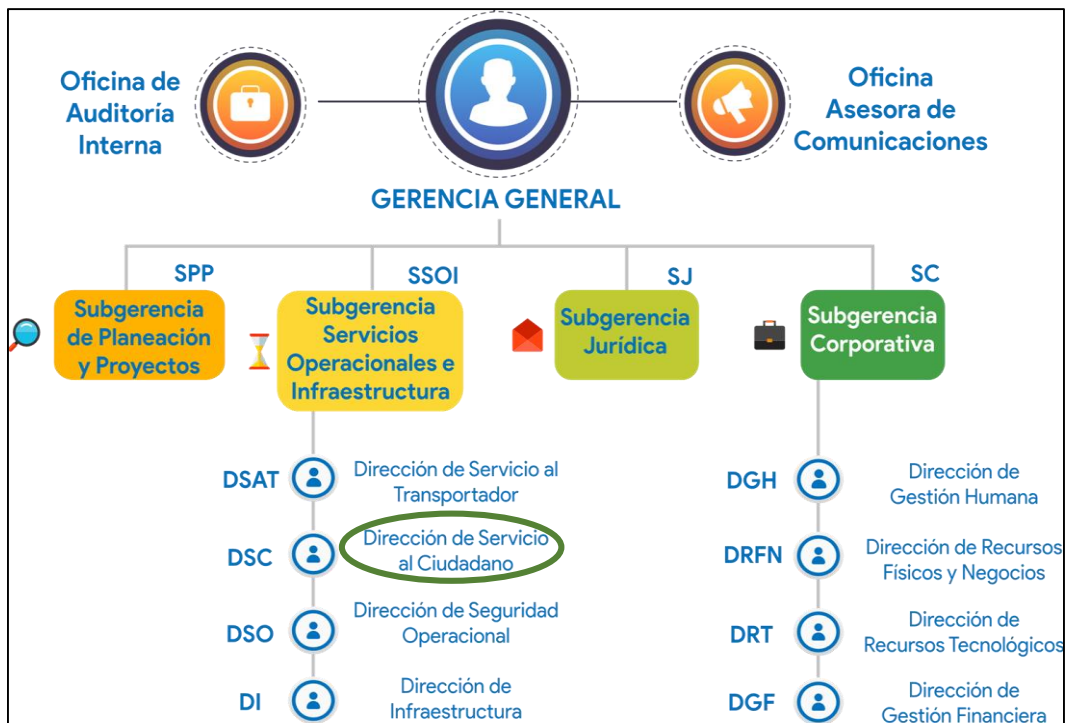 Oficina de
Auditoría
Interna
Oficina
Asesora de
Comunicaciones
GERENCIA GENERAL
SPP
Subgerencia
de Planeación
y Proyectos
SSOI
Subgerencia
Servicios
Operacionales e
Infraestructura
SJ
Subgerencia
Jurídica
SC
Subgerencia
Corporativa
DSAT
Dirección de Servicio al
Transportador
DSC
Dirección de Servicio
al Ciudadano
DSO
Dirección de Seguridad
Operacional
DI
Dirección de
Infraestructura
DGH
Dirección de
Gestión Humana
DRFN
Dirección de Recursos
Físicos y Negocios
DRT
Dirección de
Recursos Tecnológicos
DGF
Dirección de
Gestión Financiera